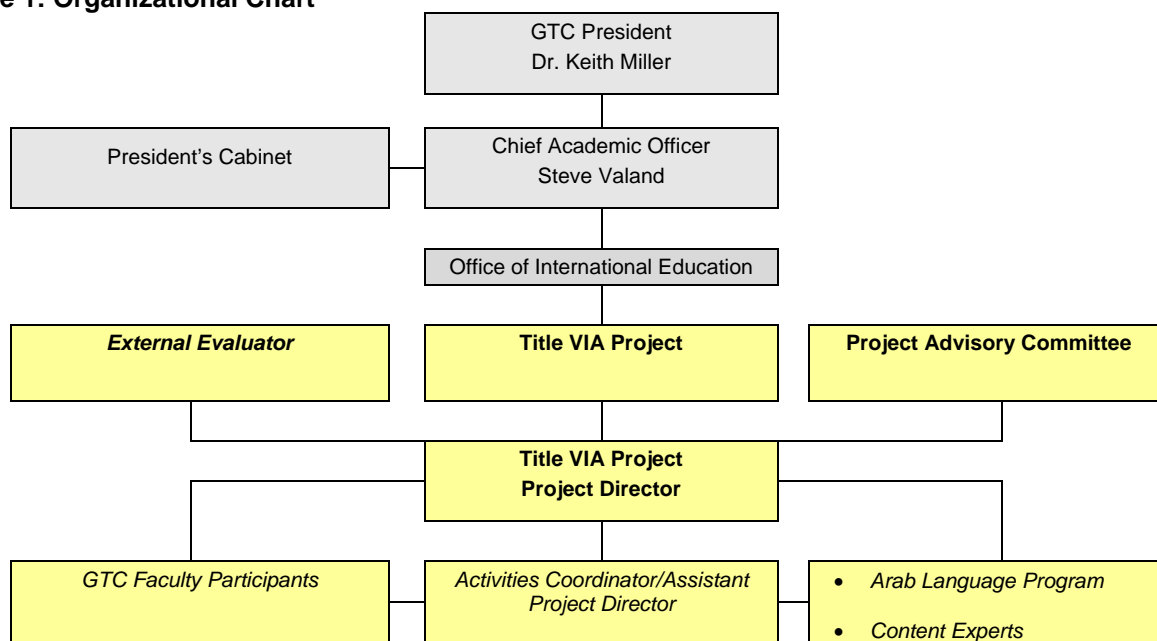 e 1: Organizational Chart
GTC President
Dr. Keith Miller
President's Cabinet
Chief Academic Officer
Steve Valand
Office of International Education
External Evaluator
Title VIA Project
Project Advisory Committee
Title VIA Project
Project Director
GTC Faculty Participants
Activities Coordinator/Assistant
Project Director
• Arab Language Program
• Content Experts